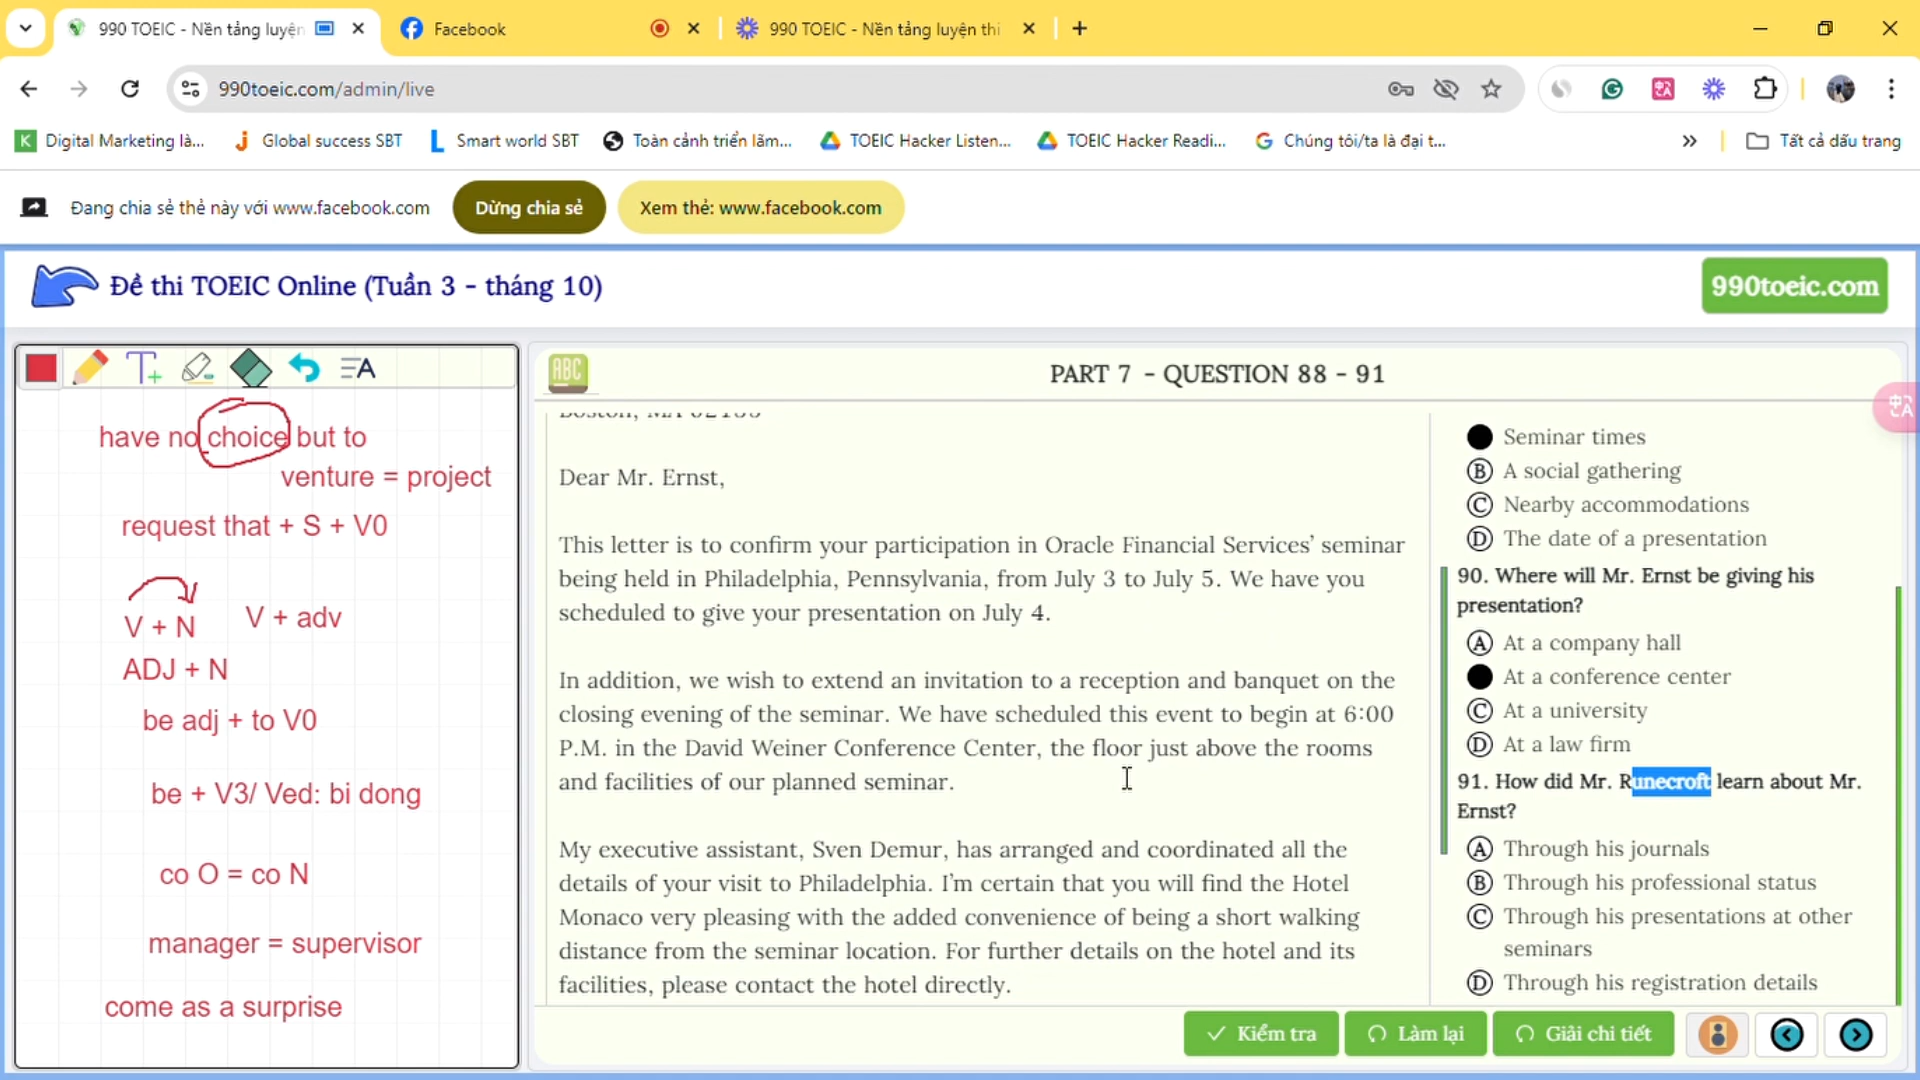 990 TOEIC - Nền tảng luyện
Facebook
990 TOEIC - Nền tảng luyện thi
990toeic.com/admin/live
Digital Marketing là...
Global success SBT
Smart world SBT
Toàn cảnh triển lãm...
TOEIC Hacker Listen...
TOEIC Hacker Readi...
Chúng tôi/ta là đại t...
Tất cả dấu trang
Đang chia sẻ thẻ này với www.facebook.com
Dừng chia sẻ
Xem thẻ: www.facebook.com
Đề thi TOEIC Online (Tuần 3 - tháng 10)
990toeic.com
have no choice but to
venture = project
request that + S + V0
V + N
V + adv
ADJ + N
be adj + to V0
be + V3/ Ved: bi dong
co O = co N
manager = supervisor
come as a surprise
ABC
PART 7 - QUESTION 88 - 91
Dear Mr. Ernst,
This letter is to confirm your participation in Oracle Financial Services' seminar
being held in Philadelphia, Pennsylvania, from July 3 to July 5. We have you
scheduled to give your presentation on July 4.
In addition, we wish to extend an invitation to a reception and banquet on the
closing evening of the seminar. We have scheduled this event to begin at 6:00
P.M. in the David Weiner Conference Center, the floor just above the rooms
and facilities of our planned seminar.
My executive assistant, Sven Demur, has arranged and coordinated all the
details of your visit to Philadelphia. I'm certain that you will find the Hotel
Monaco very pleasing with the added convenience of being a short walking
distance from the seminar location. For further details on the hotel and its
facilities, please contact the hotel directly.
Seminar times
B A social gathering
C Nearby accommodations
D The date of a presentation
90. Where will Mr. Ernst be giving his
presentation?
A At a company hall
At a conference center
C At a university
D At a law firm
91. How did Mr. Runecroft learn about Mr.
Ernst?
A Through his journals
B Through his professional status
C Through his presentations at other
seminars
D Through his registration details
Kiểm tra
Làm lại
Giải chi tiết